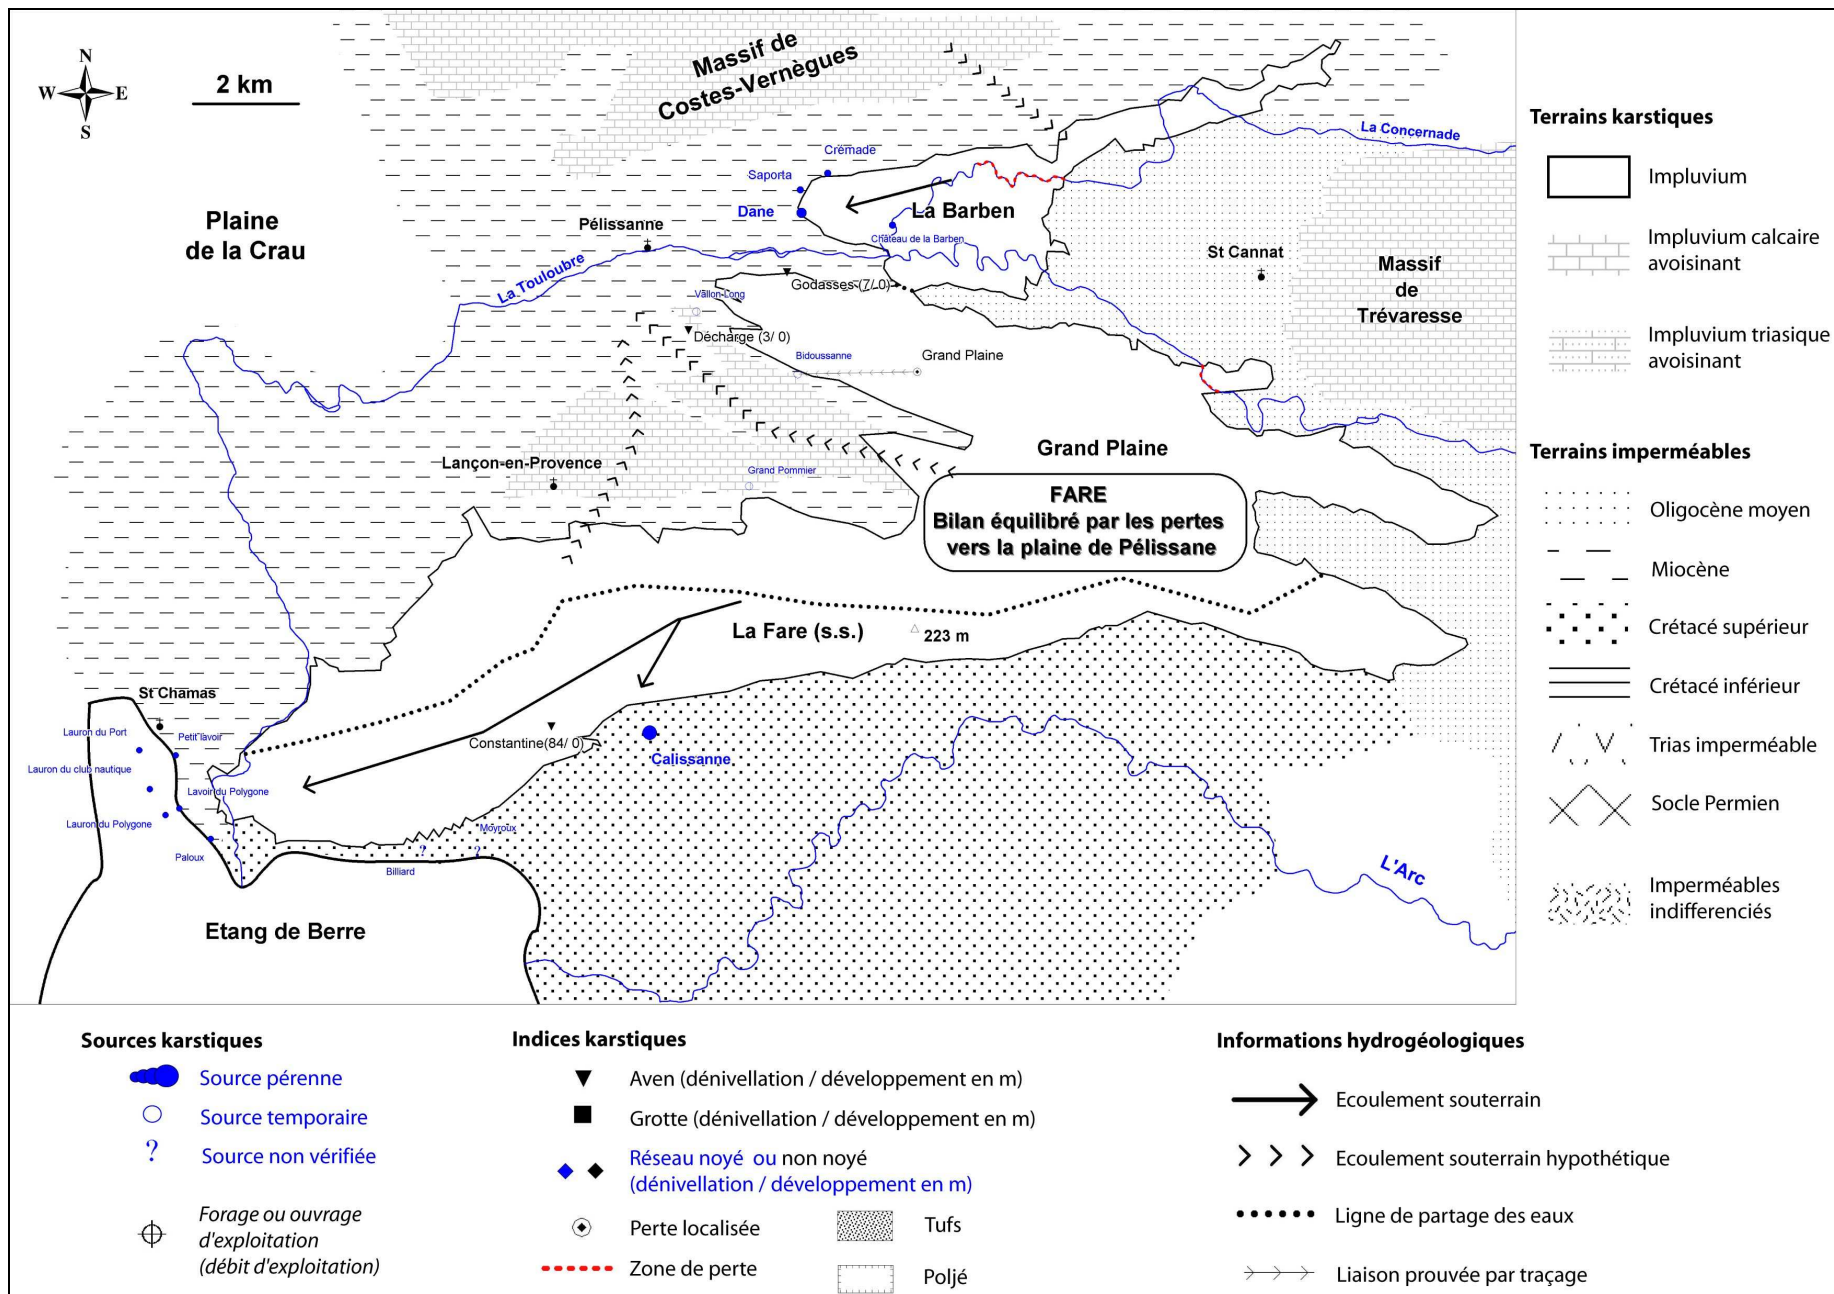 N
W
E
S
2 km
Massif de
Costes-Vernègues
La Concernade
Crémade
Saporta
Dane
La Barben
Château de la Barben
Plaine
de la Crau
Pélissanne
La Touloubre
St Cannat
Massif
de
Trévaresse
Godasses (7/ 0)
Vallon Long
Décharge (3/ 0)
Bidoussanne
Grand Plaine
Grand Plaine
Lançon-en-Provence
Grand Pommier
FARE
Bilan équilibré par les pertes
vers la plaine de Pélissane
La Fare (s.s.)
223 m
St Chamas
Lauron du Port
Petit lavoir
Lauron du club nautique
Lavoir du Polygone
Lauron du Polygone
Paloux
Constantine(84/ 0)
Calissanne
Moyroux
?
?
Billiard
L'Arc
Etang de Berre
Terrains karstiques
Impluvium
Impluvium calcaire
avoisinant
Impluvium triasique
avoisinant
Terrains imperméables
Oligocène moyen
Miocène
Crétacé supérieur
Crétacé inférieur
Trias imperméable
Socle Permien
Imperméables
indifferenciés
Sources karstiques
Source pérenne
Source temporaire
?
Source non vérifiée
Forage ou ouvrage
d'exploitation
(débit d'exploitation)
Indices karstiques
Aven (dénivellation / développement en m)
Grotte (dénivellation / développement en m)
Réseau noyé ou non noyé
(dénivellation / développement en m)
Perte localisée
Tufs
Zone de perte
Poljé
Informations hydrogéologiques
Ecoulement souterrain
Ecoulement souterrain hypothétique
Ligne de partage des eaux
Liaison prouvée par traçage